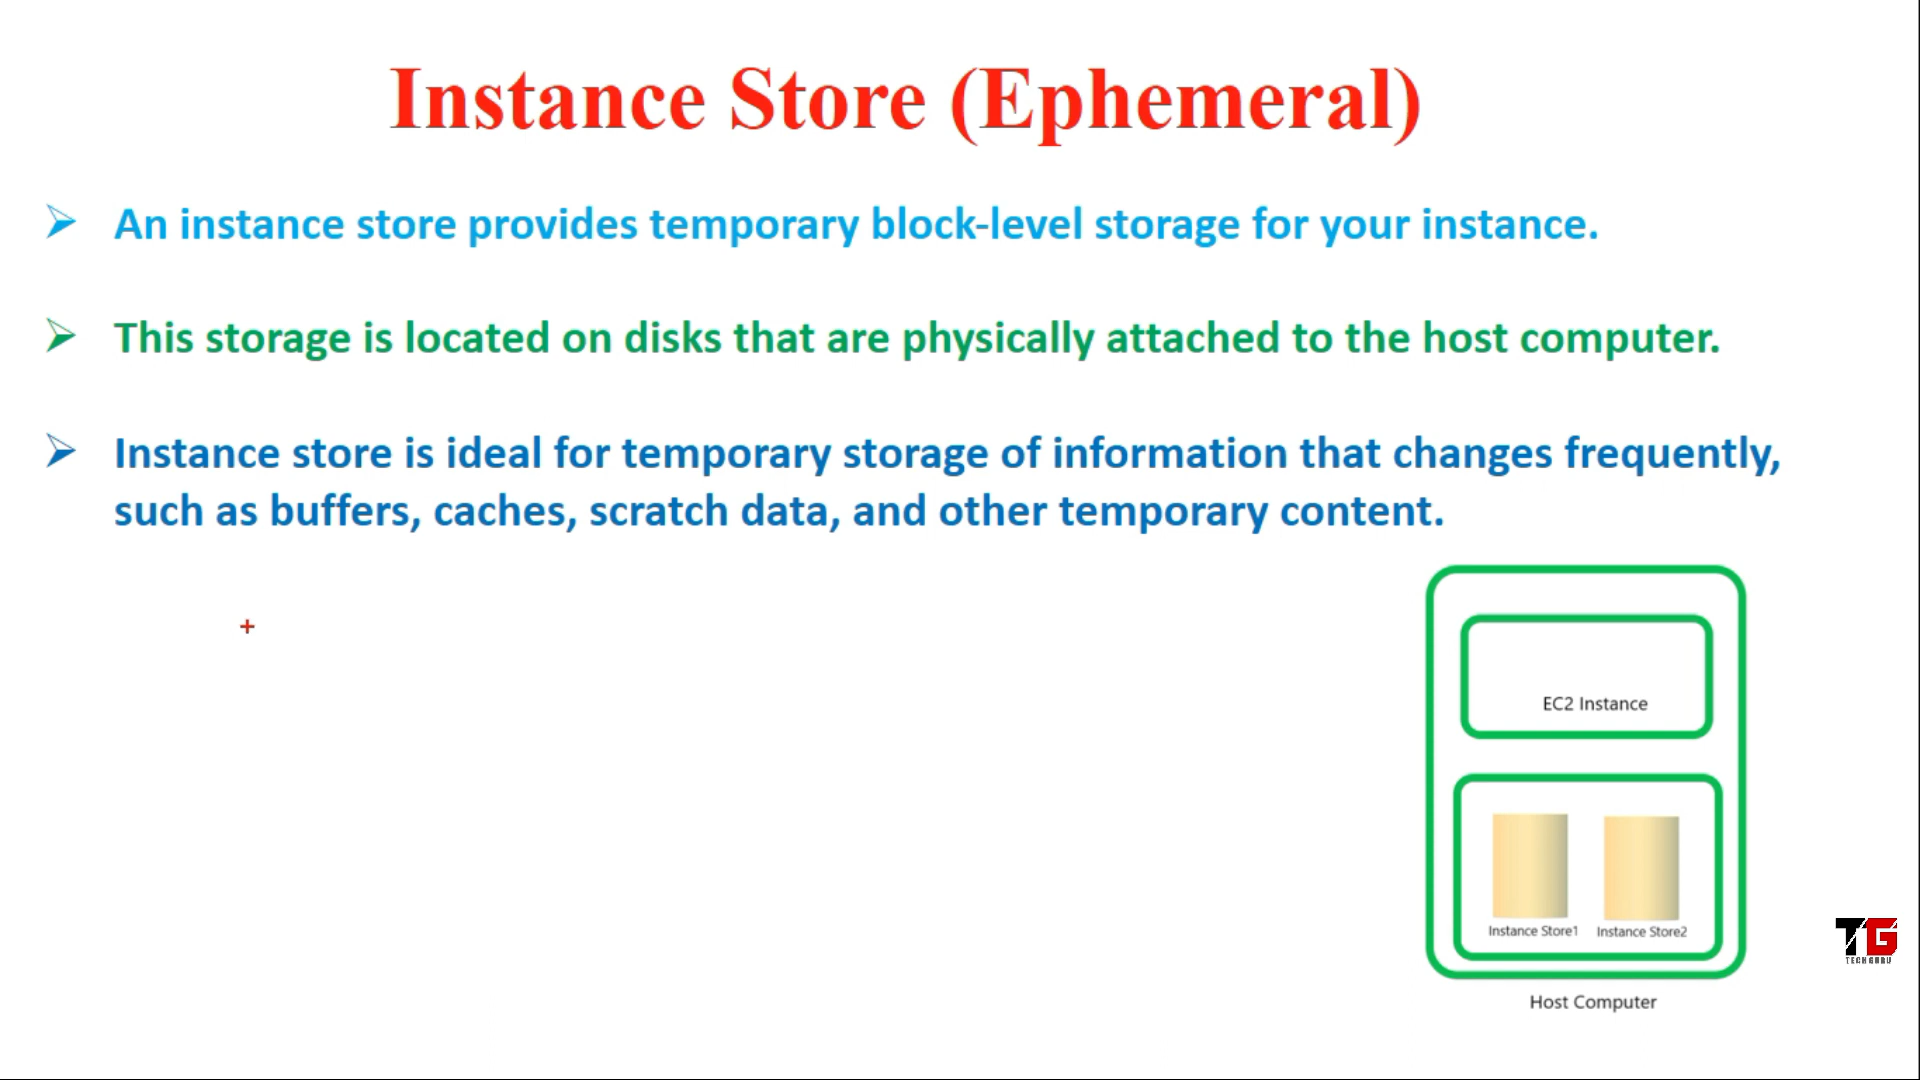 Instance Store (Ephemeral)
An instance store provides temporary block-level storage for your instance.
This storage is located on disks that are physically attached to the host computer.
Instance store is ideal for temporary storage of information that changes frequently,
such as buffers, caches, scratch data, and other temporary content.
EC2 Instance
Instance Store1 Instance Store2
Host Computer
TG
TECH GURU